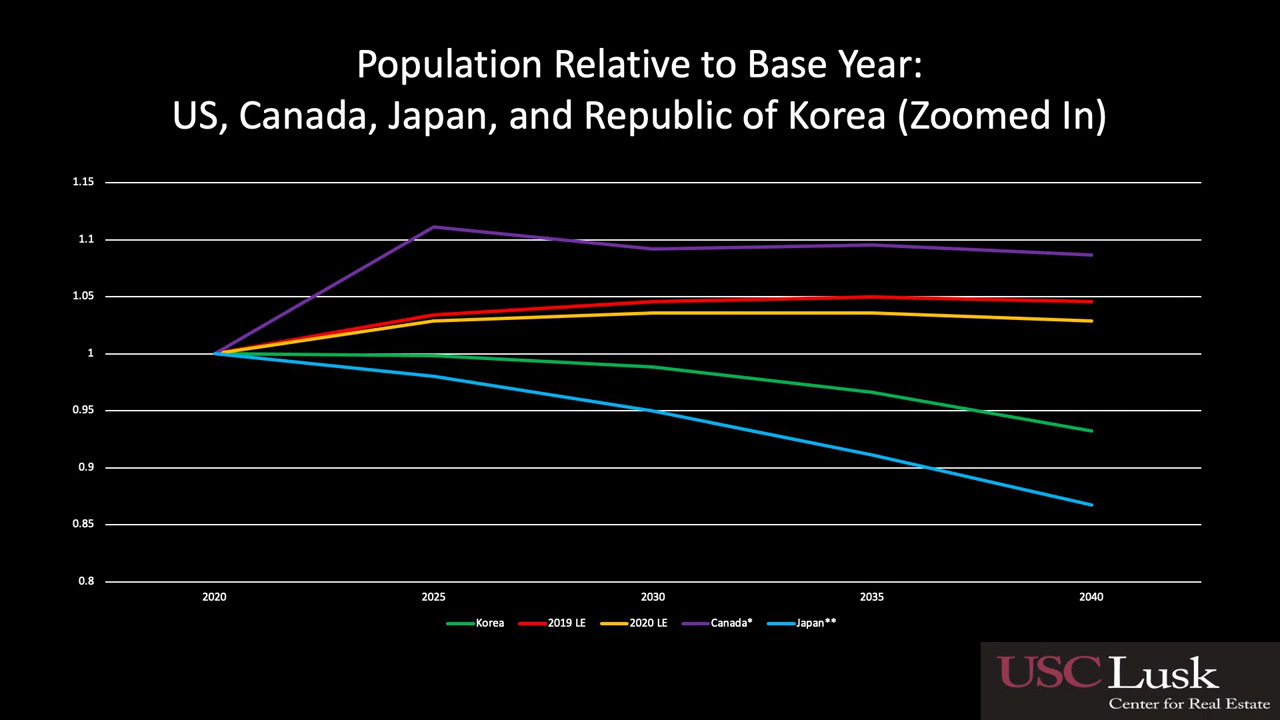 Population Relative to Base Year:
US, Canada, Japan, and Republic of Korea (Zoomed In)
1.15
1.1
1.05
1
0.95
0.9
0.85
0.8
2020 2025 2030 2035 2040
Korea 2019 LE 2020 LE Canada* Japan**
USC Lusk
Center for Real Estate